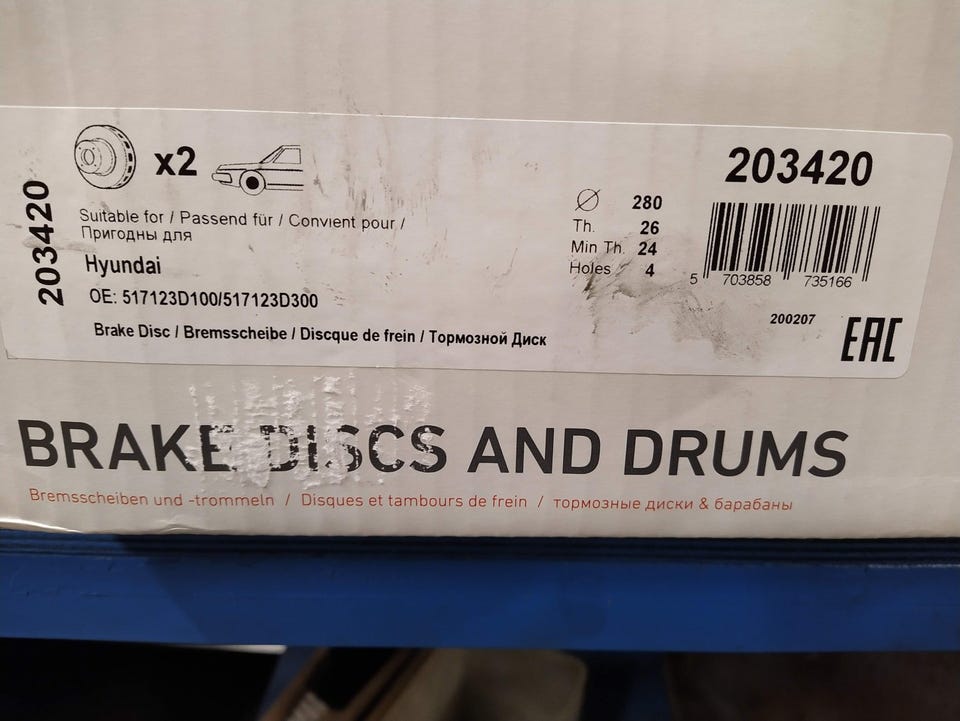 203420
x2
Suitable for / Passend für / Convient pour /
Пригодны для
Hyundai
OE: 517123D100/517123D300
Brake Disc / Bremsscheibe / Discque de frein / Тормозной Диск
Ø 280
Th. 26
Min Th. 24
Holes 4
203420
5 703858 735166
200207
EAC
BRAKE DISCS AND DRUMS
Bremsscheiben und -trommeln / Disques et tambours de frein / тормозные диски & барабаны